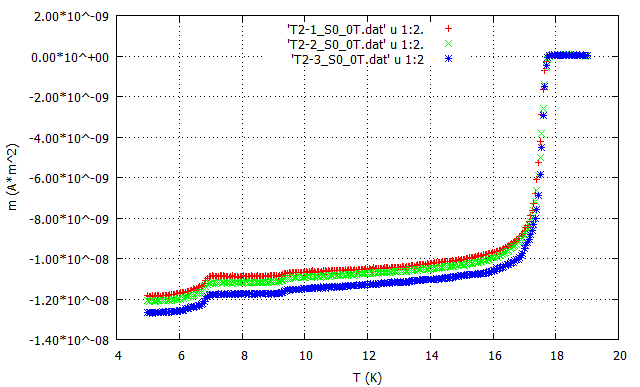 2.00*10^-09
0.00*10^+00
-2.00*10^-09
-4.00*10^-09
-6.00*10^-09
-8.00*10^-09
-1.00*10^-08
-1.20*10^-08
-1.40*10^-08
m (A*m^2)
'T2-1_S0_0T.dat' u 1:2.
'T2-2_S0_0T.dat' u 1:2.
'T2-3_S0_0T.dat' u 1:2
4 6 8 10 12 14 16 18 20
T (K)